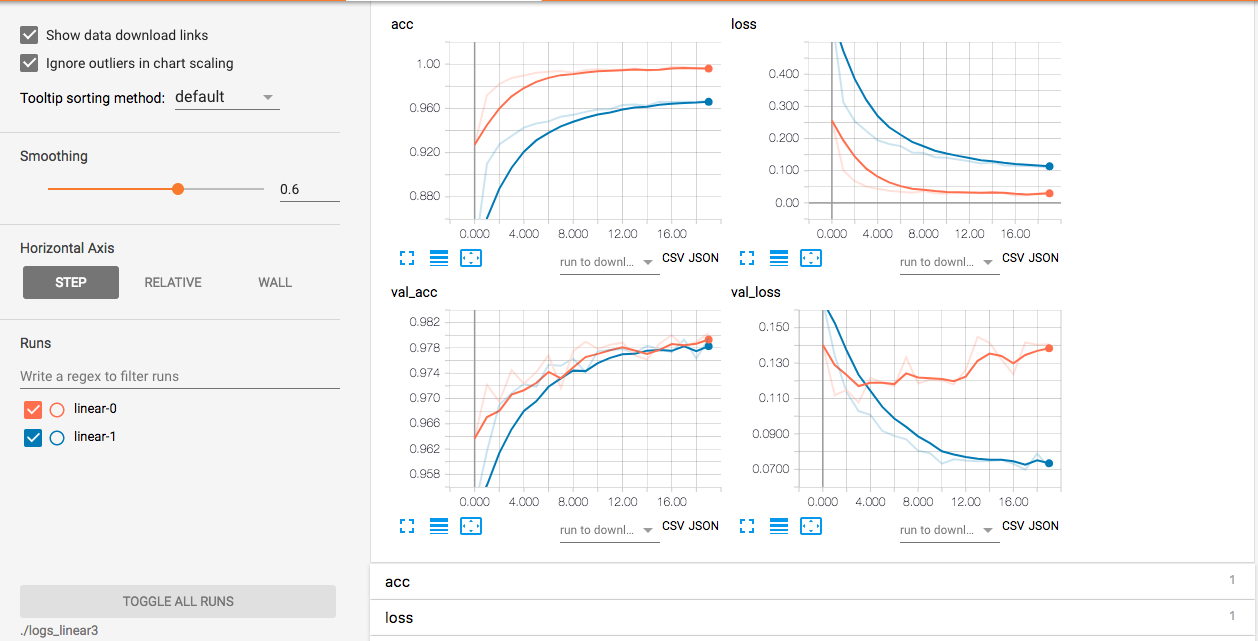 Show data download links
Ignore outliers in chart scaling
Tooltip sorting method: default
Smoothing
0.6
Horizontal Axis
STEP RELATIVE WALL
Runs
Write a regex to filter runs
linear-0
linear-1
TOGGLE ALL RUNS
./logs_linear3
acc
1.00
0.960
0.920
0.880
0.000 4.000 8.000 12.00 16.00
run to downl... CSV JSON
loss
0.400
0.300
0.200
0.100
0.00
0.000 4.000 8.000 12.00 16.00
run to downl... CSV JSON
val_acc
0.982
0.978
0.974
0.970
0.966
0.962
0.958
0.000 4.000 8.000 12.00 16.00
run to downl... CSV JSON
val_loss
0.150
0.130
0.110
0.0900
0.0700
0.000 4.000 8.000 12.00 16.00
run to downl... CSV JSON
acc 1
loss 1